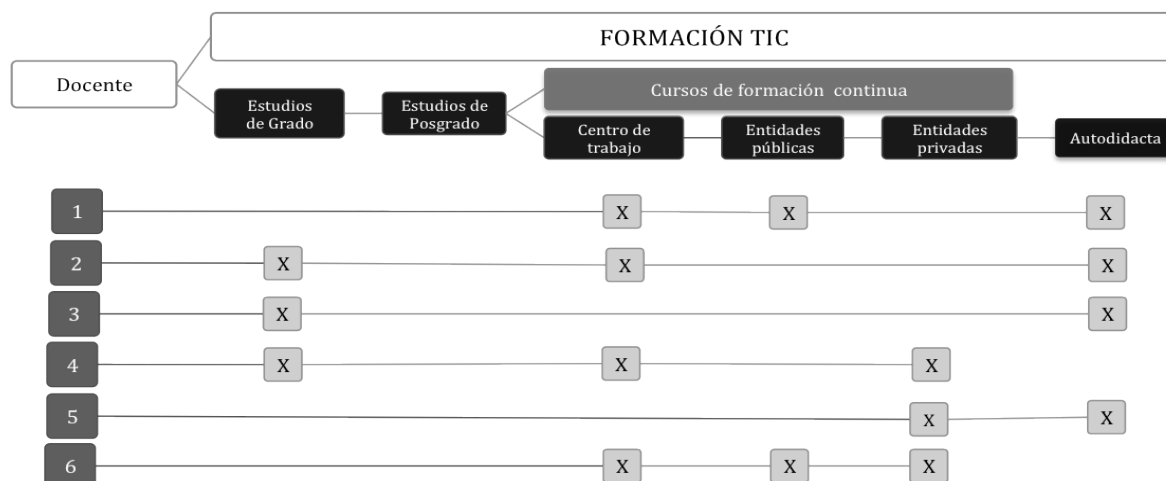 FORMACIÓN TIC
Docente
Cursos de formación continua
Estudios
de Grado
Estudios de
Posgrado
Centro de
trabajo
Entidades
públicas
Entidades
privadas
Autodidacta
1 X X X
2 X X X
3 X X
4 X X X
5 X X
6 X X X